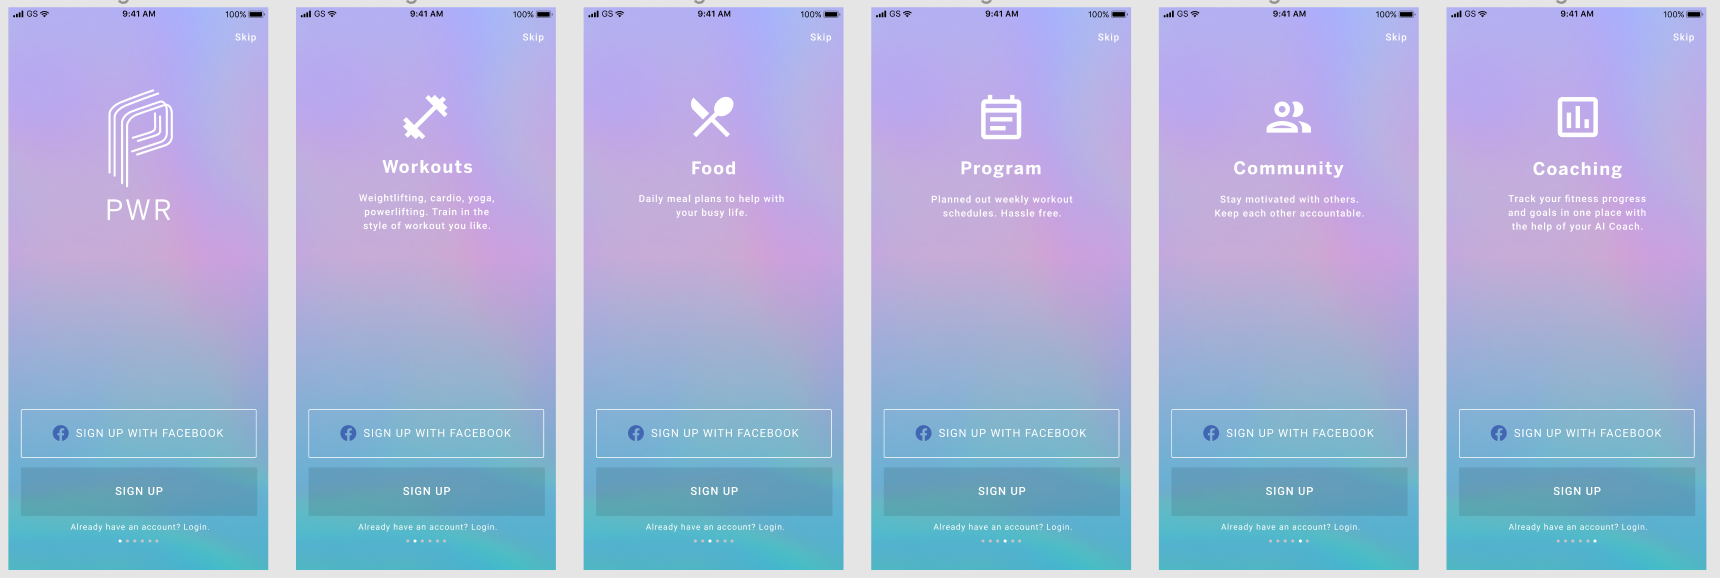 GS 9:41 AM 100%
Skip
PWR
SIGN UP WITH FACEBOOK
SIGN UP
Already have an account? Login.
GS 9:41 AM 100%
Skip
Workouts
Weightlifting, cardio, yoga,
powerlifting. Train in the
style of workout you like.
SIGN UP WITH FACEBOOK
SIGN UP
Already have an account? Login.
GS 9:41 AM 100%
Skip
Food
Daily meal plans to help with
your busy life.
SIGN UP WITH FACEBOOK
SIGN UP
Already have an account? Login.
GS 9:41 AM 100%
Skip
Program
Planned out weekly workout
schedules. Hassle free.
SIGN UP WITH FACEBOOK
SIGN UP
Already have an account? Login.
GS 9:41 AM 100%
Skip
Community
Stay motivated with others.
Keep each other accountable.
SIGN UP WITH FACEBOOK
SIGN UP
Already have an account? Login.
GS 9:41 AM 100%
Skip
Coaching
Track your fitness progress
and goals in one place with
the help of your AI Coach.
SIGN UP WITH FACEBOOK
SIGN UP
Already have an account? Login.